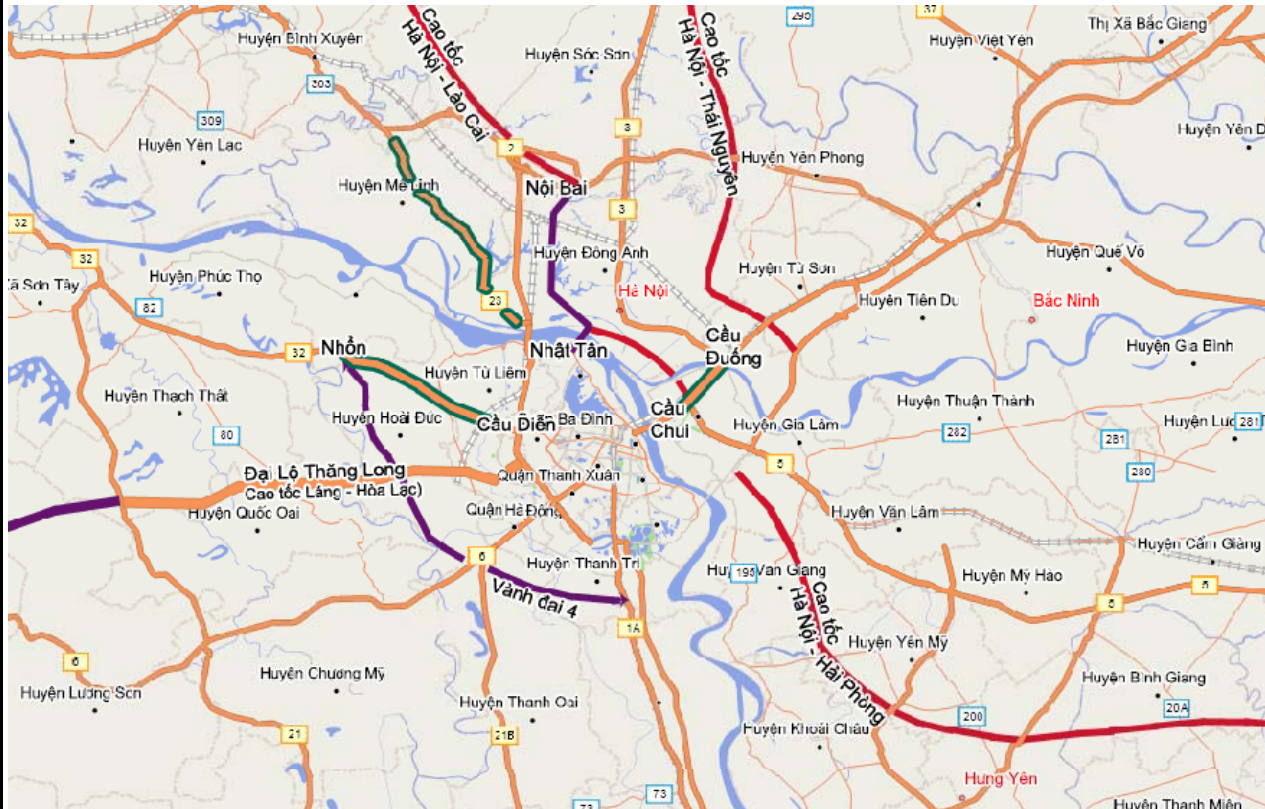 298
37
Thị Xã Bắc Giang
Huyện Bình Xuyên
Cao tốc
Hà Nội - Lào Cai
Huyện Sóc Sơn
Cao tốc
Hà Nội - Thái Nguyên
Huyện Việt Yên
303
309
Huyện Yên Lạc
3
Huyện Yên D
2
Huyện Yên Phong
Huyện Mê Linh
Nội Bài
3
32
32
Huyện Phúc Thọ
Huyện Đông Anh
Huyện Từ Sơn
Huyện Quế Võ
Xã Sơn Tây
82
23
Hà Nội
Huyện Tiên Du
Bắc Ninh
Nhổn
32
Nhật Tân
Cầu
Đuống
Huyện Gia Bình
Huyện Từ Liêm
Huyện Thạch Thất
Huyện Hoài Đức
Cầu Diễn
Ba Đình
Cầu
Chui
Huyện Thuận Thành
Huyện Gia Lâm
282
281
281
80
280
5
Đại Lộ Thăng Long
Cao tốc Láng - Hòa Lạc)
Quận Thanh Xuân
Huyện Quốc Oai
Quận Hà Đông
Huyện Văn Lâm
6
Huyện Cẩm Giàng
Huyện Thanh Trì
195
Văn Giang
Huyện Mỹ Hào
5
Vành đai 4
5
1A
Cao tốc
Hà Nội - Hải Phòng
Huyện Yên Mỹ
6
Huyện Lương Sơn
Huyện Chương Mỹ
Huyện Bình Giang
Huyện Thanh Oai
200
20A
21
21B
Huyện Khoái Châu
Hưng Yên
73
73
Huyện Thanh Miện